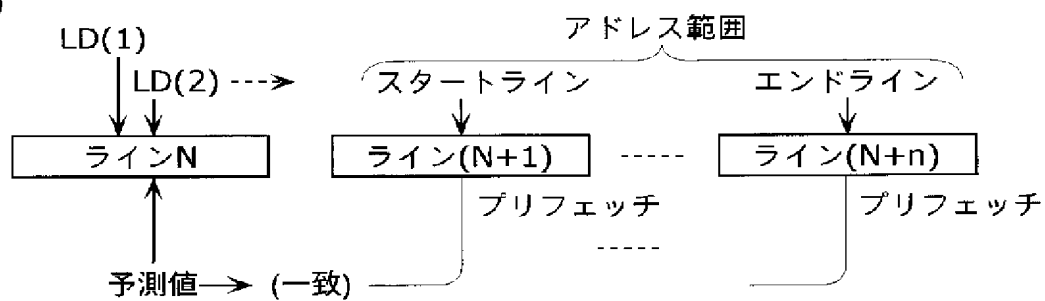 アドレス範囲
LD(1)
LD(2)
スタートライン
エンドライン
ラインN
ライン(N+1)
ライン(N+n)
プリフェッチ
プリフェッチ
予測値
(一致)